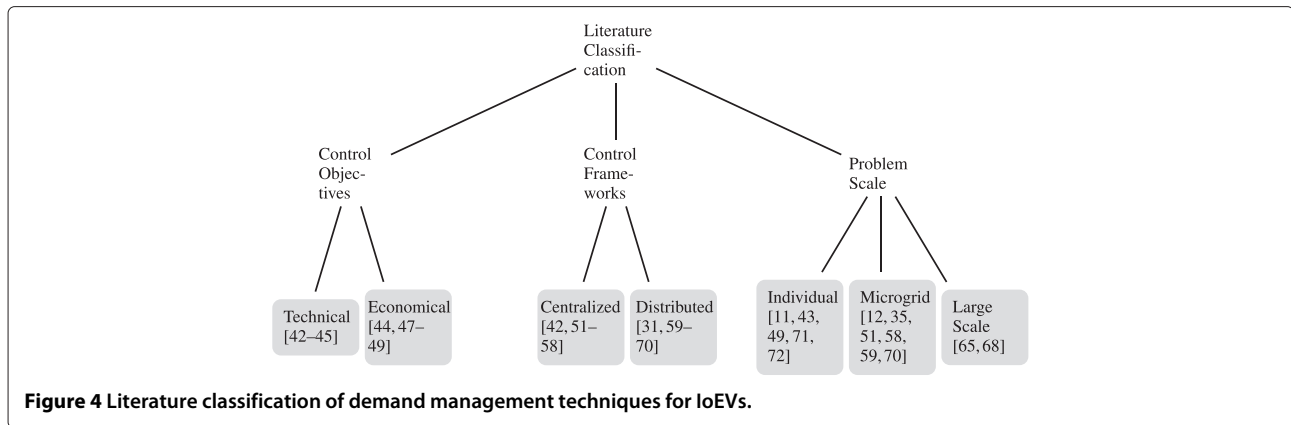 Literature
Classifi-
cation
Control
Objec-
tives
Control
Frame-
works
Problem
Scale
Technical
[42–45]
Economical
[44, 47–
49]
Centralized
[42, 51–
58]
Distributed
[31, 59–
70]
Individual
[11, 43,
49, 71,
72]
Microgrid
[12, 35,
51, 58,
59, 70]
Large
Scale
[65, 68]
Figure 4 Literature classification of demand management techniques for IoEVs.